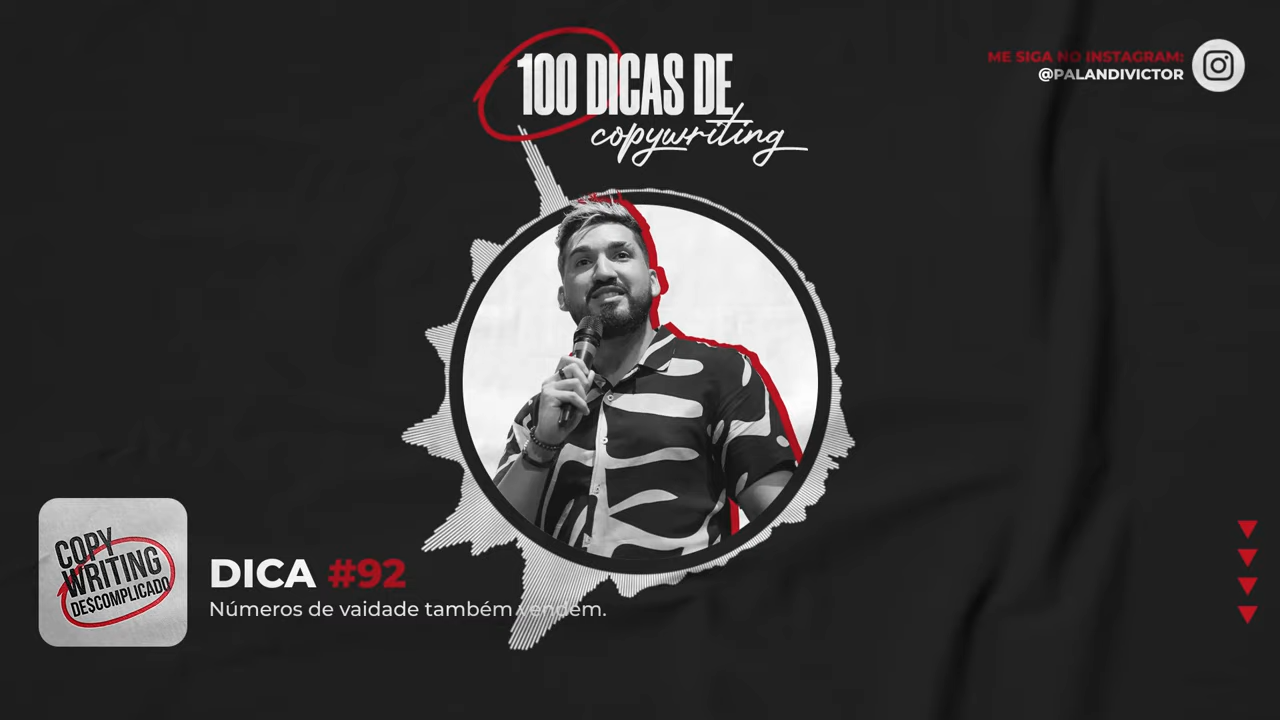 100 DICAS DE
copywriting
ME SIGA NO INSTAGRAM:
@PALANDIVICTOR
COPY
WRITING
DESCOMPLICADO
DICA #92
Números de vaidade também vendem.